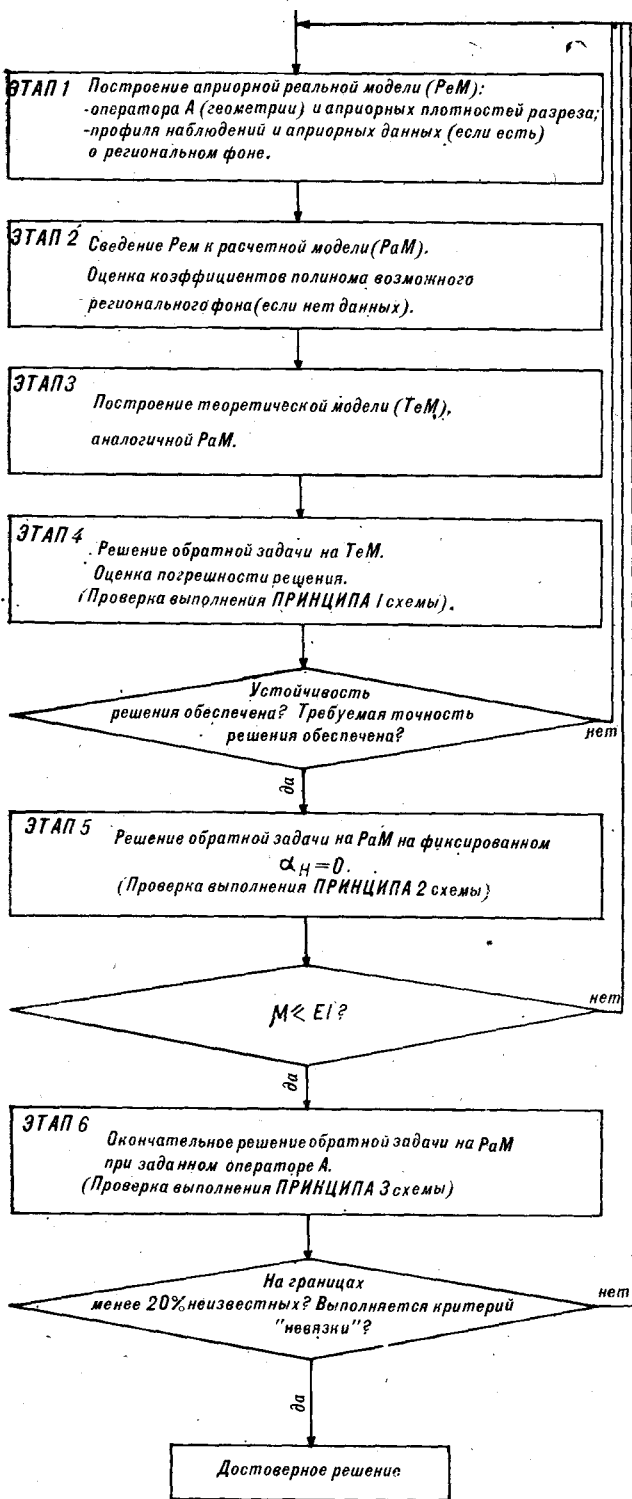 ЭТАП 1 Построение априорной реальной модели (РеМ):
-оператора А (геометрии) и априорных плотностей разреза;
-профиля наблюдений и априорных данных (если есть)
о региональном фоне.
ЭТАП 2 Сведение Рем к расчетной модели (РаМ).
Оценка коэффициентов полинома возможного
регионального фона (если нет данных).
ЭТАП 3
Построение теоретической модели (ТеМ),
аналогичной РаМ.
ЭТАП 4
Решение обратной задачи на ТеМ.
Оценка погрешности решения.
(Проверка выполнения ПРИНЦИПА 1 схемы).
Устойчивость
решения обеспечена? Требуемая точность
решения обеспечена?
нет
да
ЭТАП 5
Решение обратной задачи на РаМ на фиксированном
αн=0.
(Проверка выполнения ПРИНЦИПА 2 схемы)
М ≤ Е1?
нет
да
ЭТАП 6
Окончательное решение обратной задачи на РаМ
при заданном операторе А.
(Проверка выполнения ПРИНЦИПА 3 схемы)
На границах
менее 20% неизвестных? Выполняется критерий
"невязки"?
нет
да
Достоверное решение